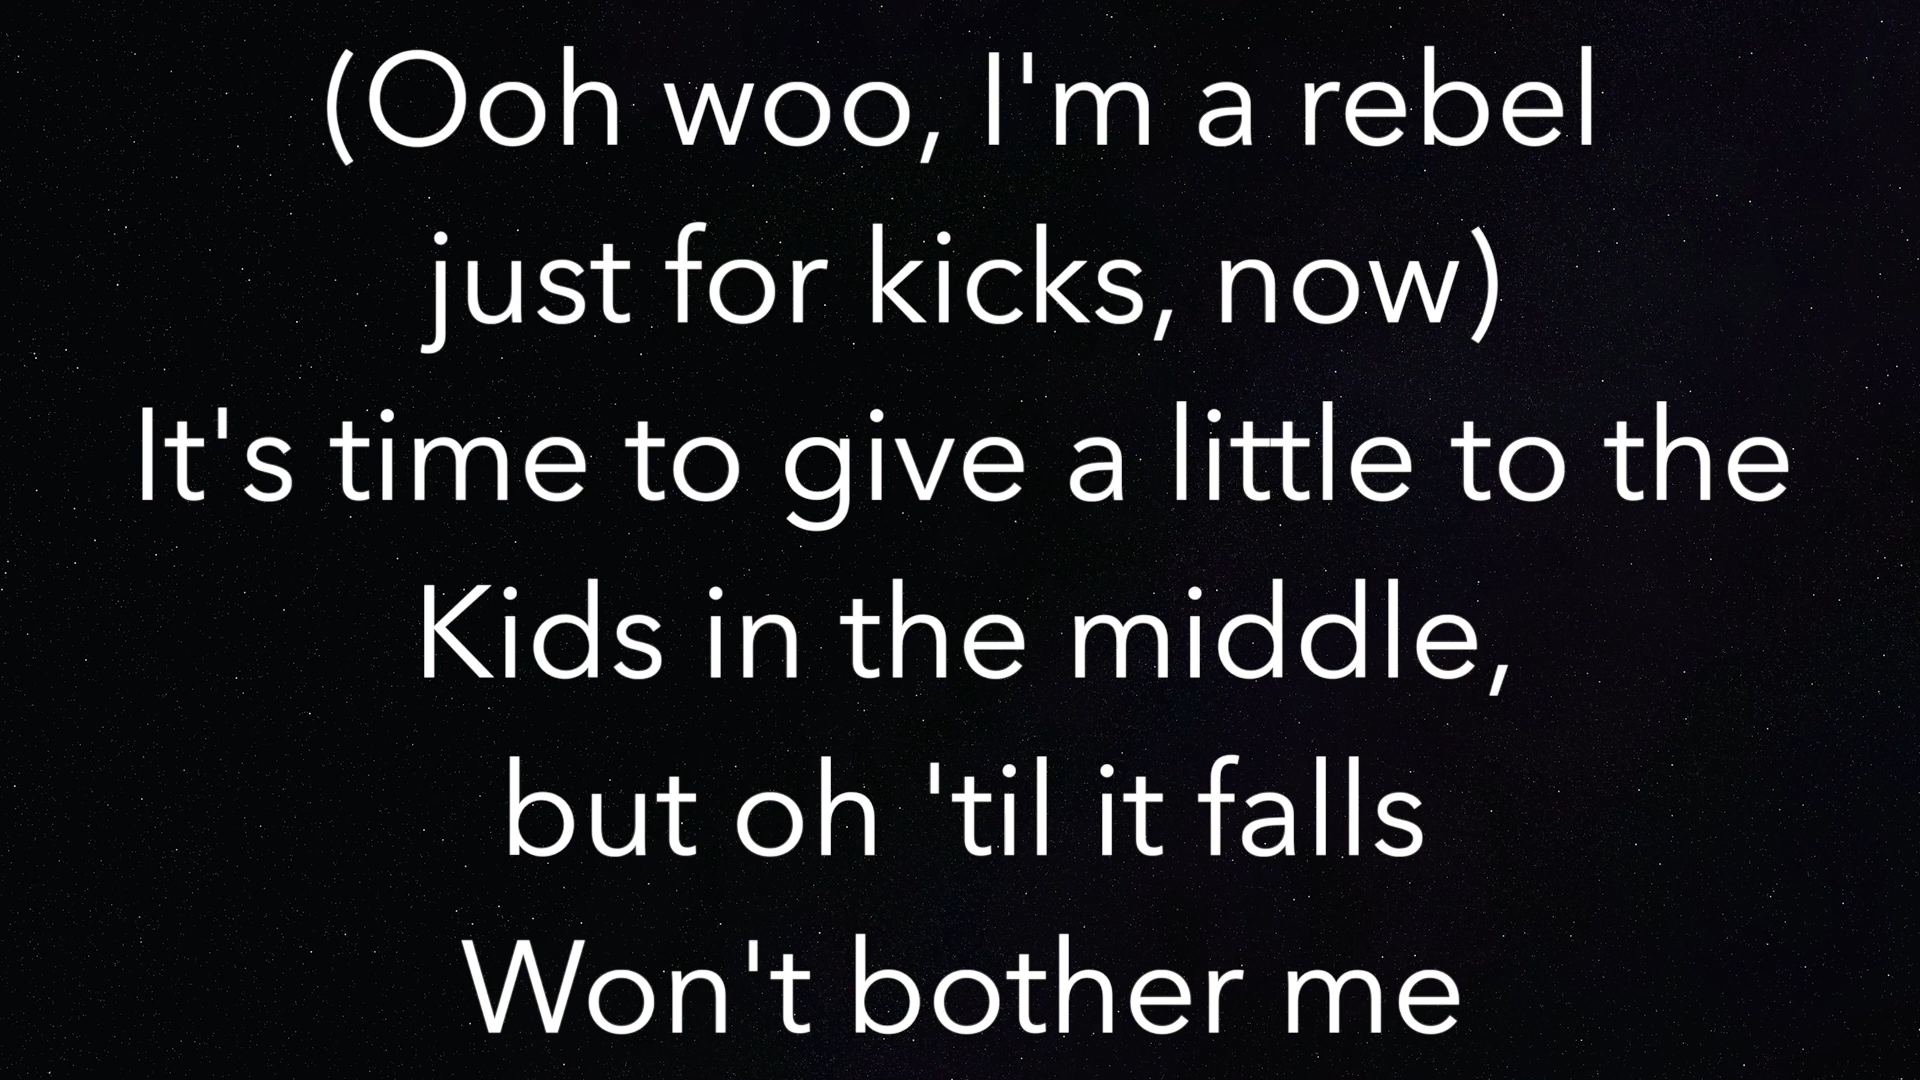 (Ooh woo, I'm a rebel
just for kicks, now)
It's time to give a little to the
Kids in the middle,
but oh 'til it falls
Won't bother me